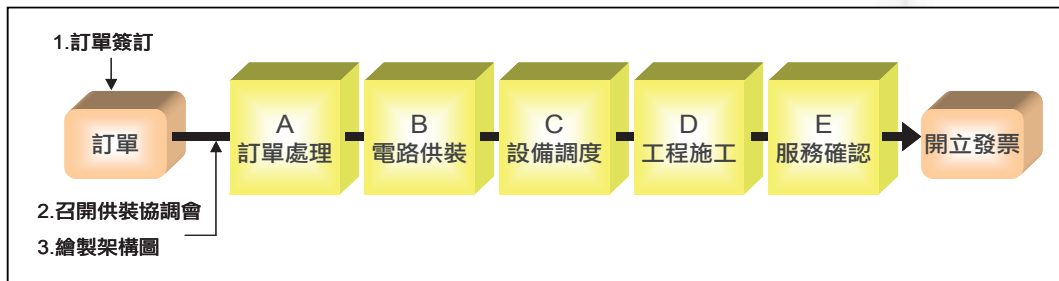 1.訂單簽訂
訂單
A
訂單處理
B
電路供裝
C
設備調度
D
工程施工
E
服務確認
開立發票
2.召開供裝協調會
3.繪製架構圖